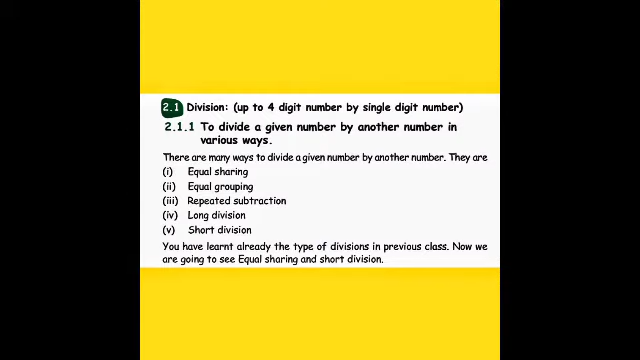 2.1 Division: (up to 4 digit number by single digit number)
2.1.1 To divide a given number by another number in
various ways.
There are many ways to divide a given number by another number. They are
(i) Equal sharing
(ii) Equal grouping
(iii) Repeated subtraction
(iv) Long division
(v) Short division
You have learnt already the type of divisions in previous class. Now we
are going to see Equal sharing and short division.